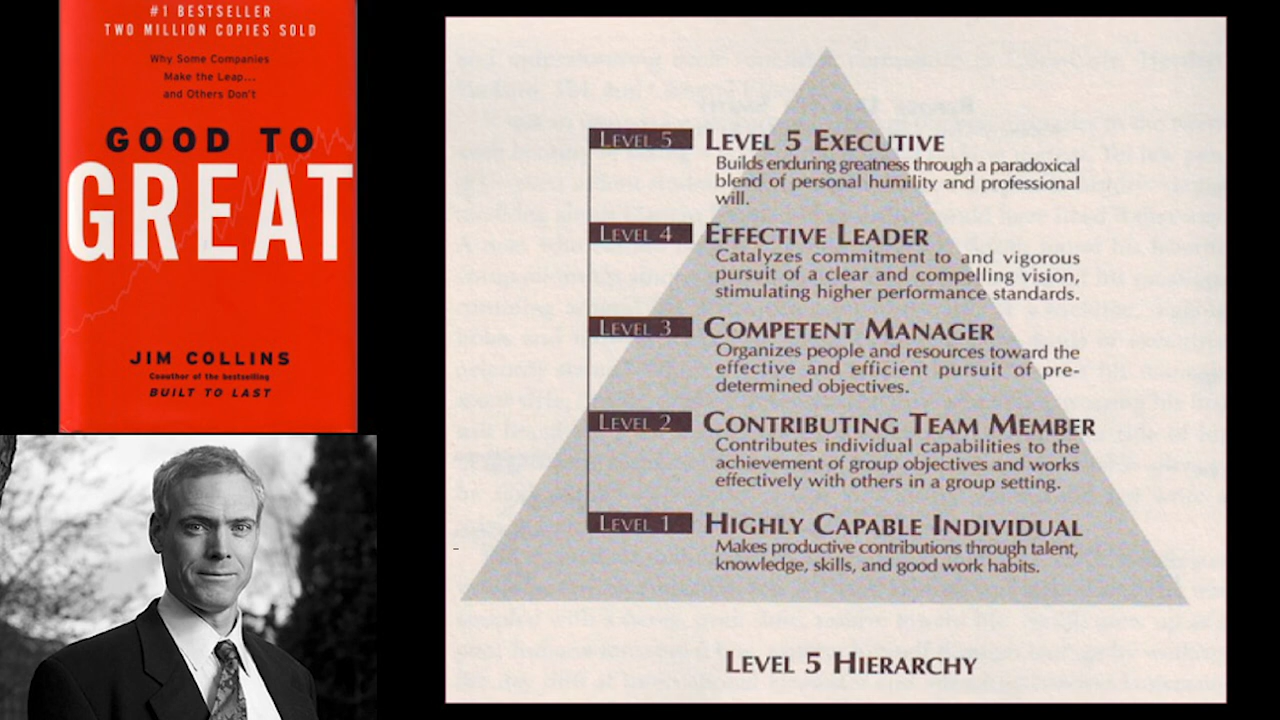 #1 BESTSELLER
TWO MILLION COPIES SOLD
Why Some Companies
Make the Leap...
and Others Don't
GOOD TO
GREAT
JIM COLLINS
Coauthor of the bestselling
BUILT TO LAST
LEVEL 5 LEVEL 5 EXECUTIVE
Builds enduring greatness through a paradoxical
blend of personal humility and professional
will.
LEVEL 4 EFFECTIVE LEADER
Catalyzes commitment to and vigorous
pursuit of a clear and compelling vision,
stimulating higher performance standards.
LEVEL 3 COMPETENT MANAGER
Organizes people and resources toward the
effective and efficient pursuit of pre-
determined objectives.
LEVEL 2 CONTRIBUTING TEAM MEMBER
Contributes individual capabilities to the
achievement of group objectives and works
effectively with others in a group setting.
LEVEL 1 HIGHLY CAPABLE INDIVIDUAL
Makes productive contributions through talent,
knowledge, skills, and good work habits.
LEVEL 5 HIERARCHY